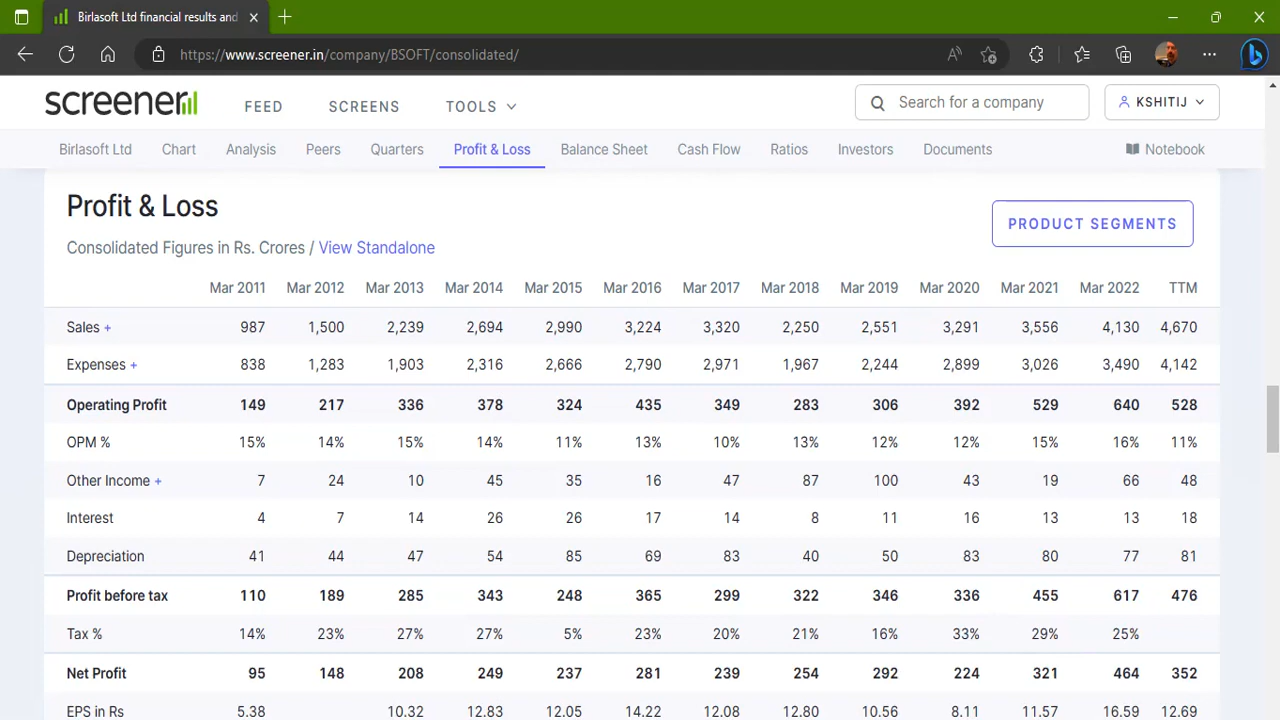 Birlasoft Ltd financial results and
https://www.screener.in/company/BSOFT/consolidated/
screener FEED SCREENS TOOLS Search for a company KSHITIJ
Birlasoft Ltd Chart Analysis Peers Quarters Profit & Loss Balance Sheet Cash Flow Ratios Investors Documents Notebook
Profit & Loss
PRODUCT SEGMENTS
Consolidated Figures in Rs. Crores / View Standalone
Mar 2011 Mar 2012 Mar 2013 Mar 2014 Mar 2015 Mar 2016 Mar 2017 Mar 2018 Mar 2019 Mar 2020 Mar 2021 Mar 2022 TTM
Sales + 987 1,500 2,239 2,694 2,990 3,224 3,320 2,250 2,551 3,291 3,556 4,130 4,670
Expenses + 838 1,283 1,903 2,316 2,666 2,790 2,971 1,967 2,244 2,899 3,026 3,490 4,142
Operating Profit 149 217 336 378 324 435 349 283 306 392 529 640 528
OPM % 15% 14% 15% 14% 11% 13% 10% 13% 12% 12% 15% 16% 11%
Other Income + 7 24 10 45 35 16 47 87 100 43 19 66 48
Interest 4 7 14 26 26 17 14 8 11 16 13 13 18
Depreciation 41 44 47 54 85 69 83 40 50 83 80 77 81
Profit before tax 110 189 285 343 248 365 299 322 346 336 455 617 476
Tax % 14% 23% 27% 27% 5% 23% 20% 21% 16% 33% 29% 25%
Net Profit 95 148 208 249 237 281 239 254 292 224 321 464 352
EPS in Rs 5.38 10.32 12.83 12.05 14.22 12.08 12.80 10.56 8.11 11.57 16.59 12.69